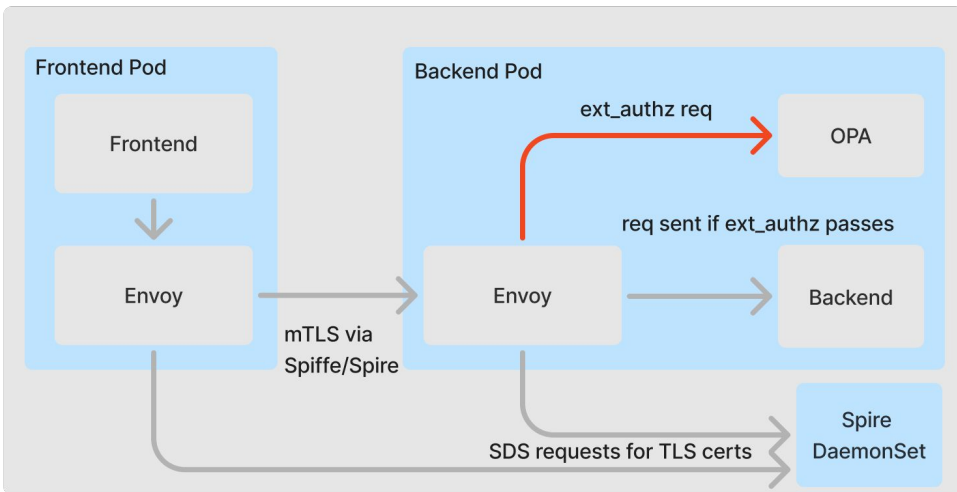 Frontend Pod
Frontend
Envoy
mTLS via
Spiffe/Spire
Backend Pod
ext_authz req
OPA
req sent if ext_authz passes
Envoy
Backend
SDS requests for TLS certs
Spire
DaemonSet